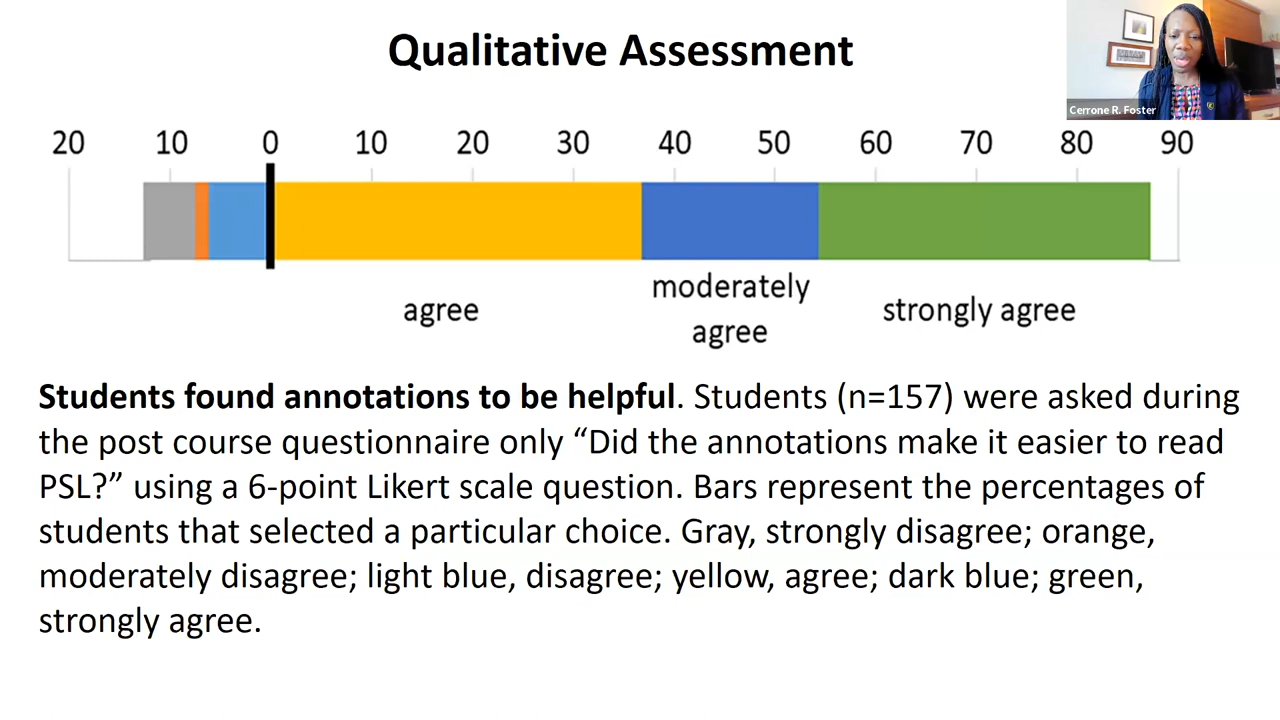 Qualitative Assessment
Cerrone R. Foster
20 10 0 10 20 30 40 50 60 70 80 90
agree
moderately
agree
strongly agree
Students found annotations to be helpful. Students (n=157) were asked during
the post course questionnaire only “Did the annotations make it easier to read
PSL?” using a 6-point Likert scale question. Bars represent the percentages of
students that selected a particular choice. Gray, strongly disagree; orange,
moderately disagree; light blue, disagree; yellow, agree; dark blue; green,
strongly agree.